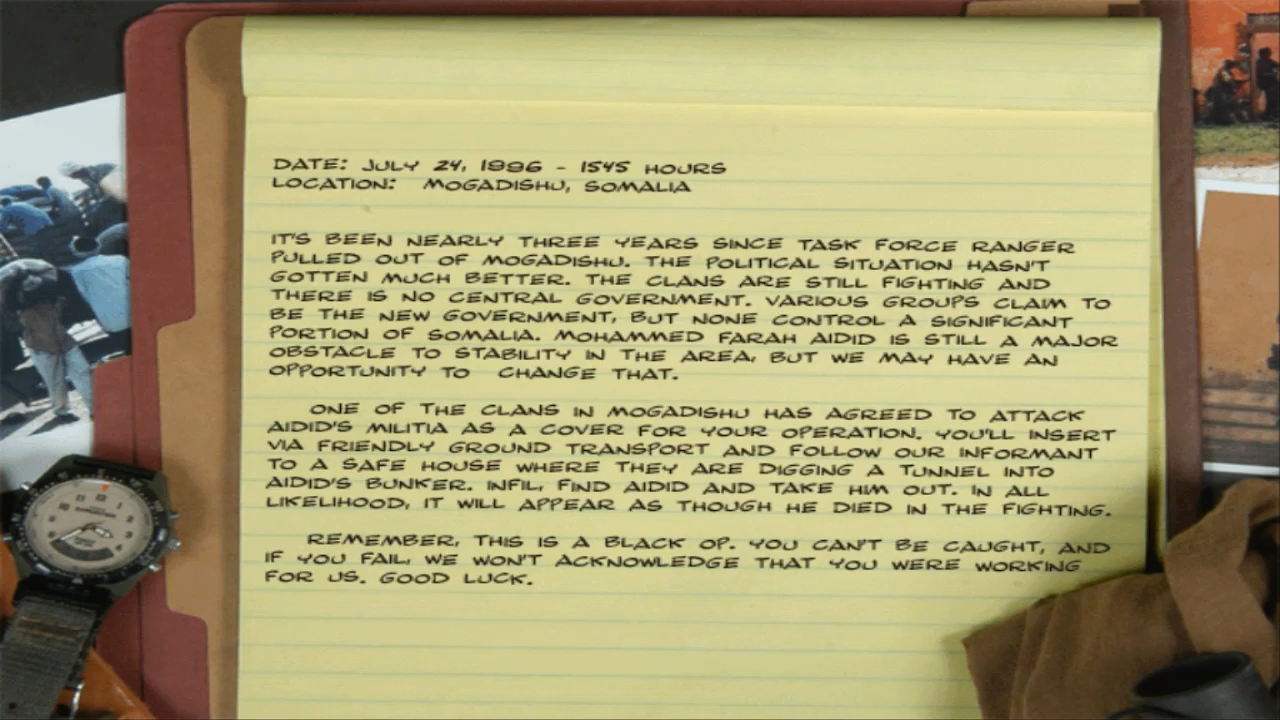 DATE: JULY 24, 1996 - 1545 HOURS
LOCATION: MOGADISHU, SOMALIA
IT'S BEEN NEARLY THREE YEARS SINCE TASK FORCE RANGER
PULLED OUT OF MOGADISHU. THE POLITICAL SITUATION HASN'T
GOTTEN MUCH BETTER. THE CLANS ARE STILL FIGHTING AND
THERE IS NO CENTRAL GOVERNMENT. VARIOUS GROUPS CLAIM TO
BE THE NEW GOVERNMENT, BUT NONE CONTROL A SIGNIFICANT
PORTION OF SOMALIA. MOHAMMED FARAH AIDID IS STILL A MAJOR
OBSTACLE TO STABILITY IN THE AREA, BUT WE MAY HAVE AN
OPPORTUNITY TO CHANGE THAT.
ONE OF THE CLANS IN MOGADISHU HAS AGREED TO ATTACK
AIDID'S MILITIA AS A COVER FOR YOUR OPERATION. YOU'LL INSERT
VIA FRIENDLY GROUND TRANSPORT AND FOLLOW OUR INFORMANT
TO A SAFE HOUSE WHERE THEY ARE DIGGING A TUNNEL INTO
AIDID'S BUNKER. INFIL, FIND AIDID AND TAKE HIM OUT. IN ALL
LIKELIHOOD, IT WILL APPEAR AS THOUGH HE DIED IN THE FIGHTING.
REMEMBER, THIS IS A BLACK OP. YOU CAN'T BE CAUGHT, AND
IF YOU FAIL, WE WON'T ACKNOWLEDGE THAT YOU WERE WORKING
FOR US. GOOD LUCK.